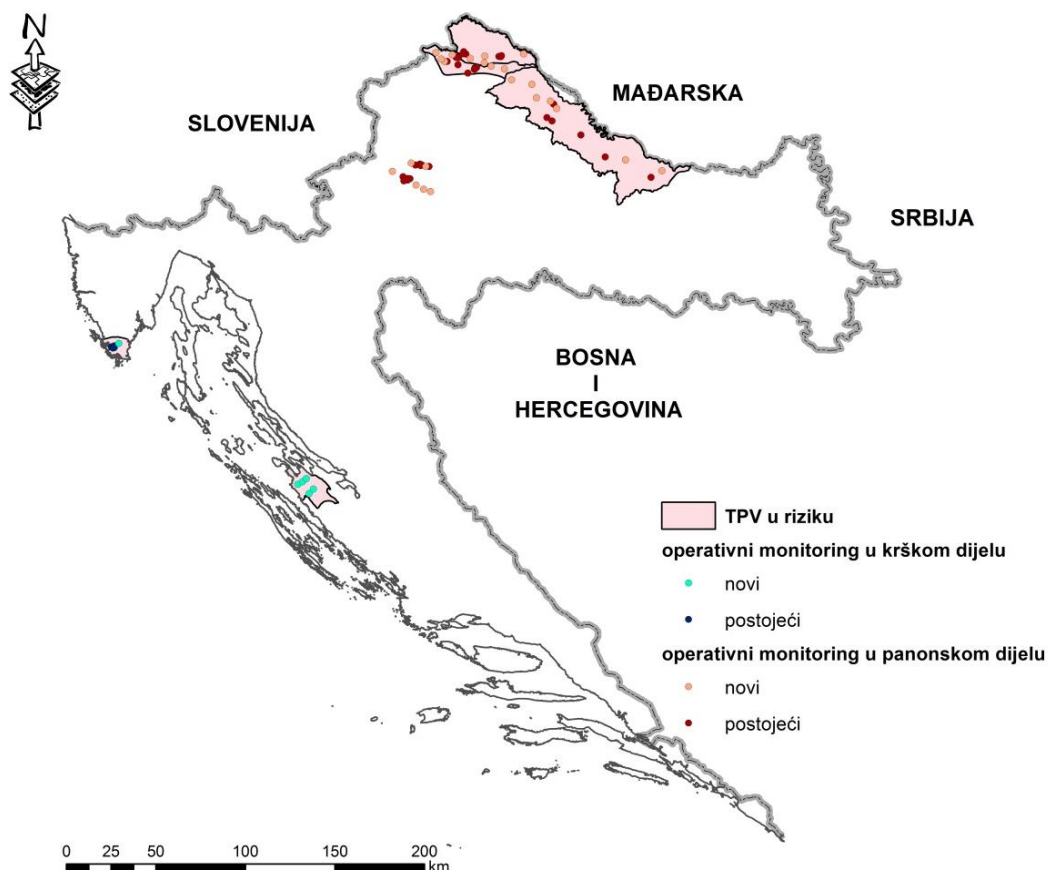 N
MAĐARSKA
SLOVENIJA
SRBIJA
BOSNA
I
HERCEGOVINA
TPV u riziku
operativni monitoring u krškom dijelu
novi
postojeći
operativni monitoring u panonskom dijelu
novi
postojeći
0 25 50 100 150 200
km